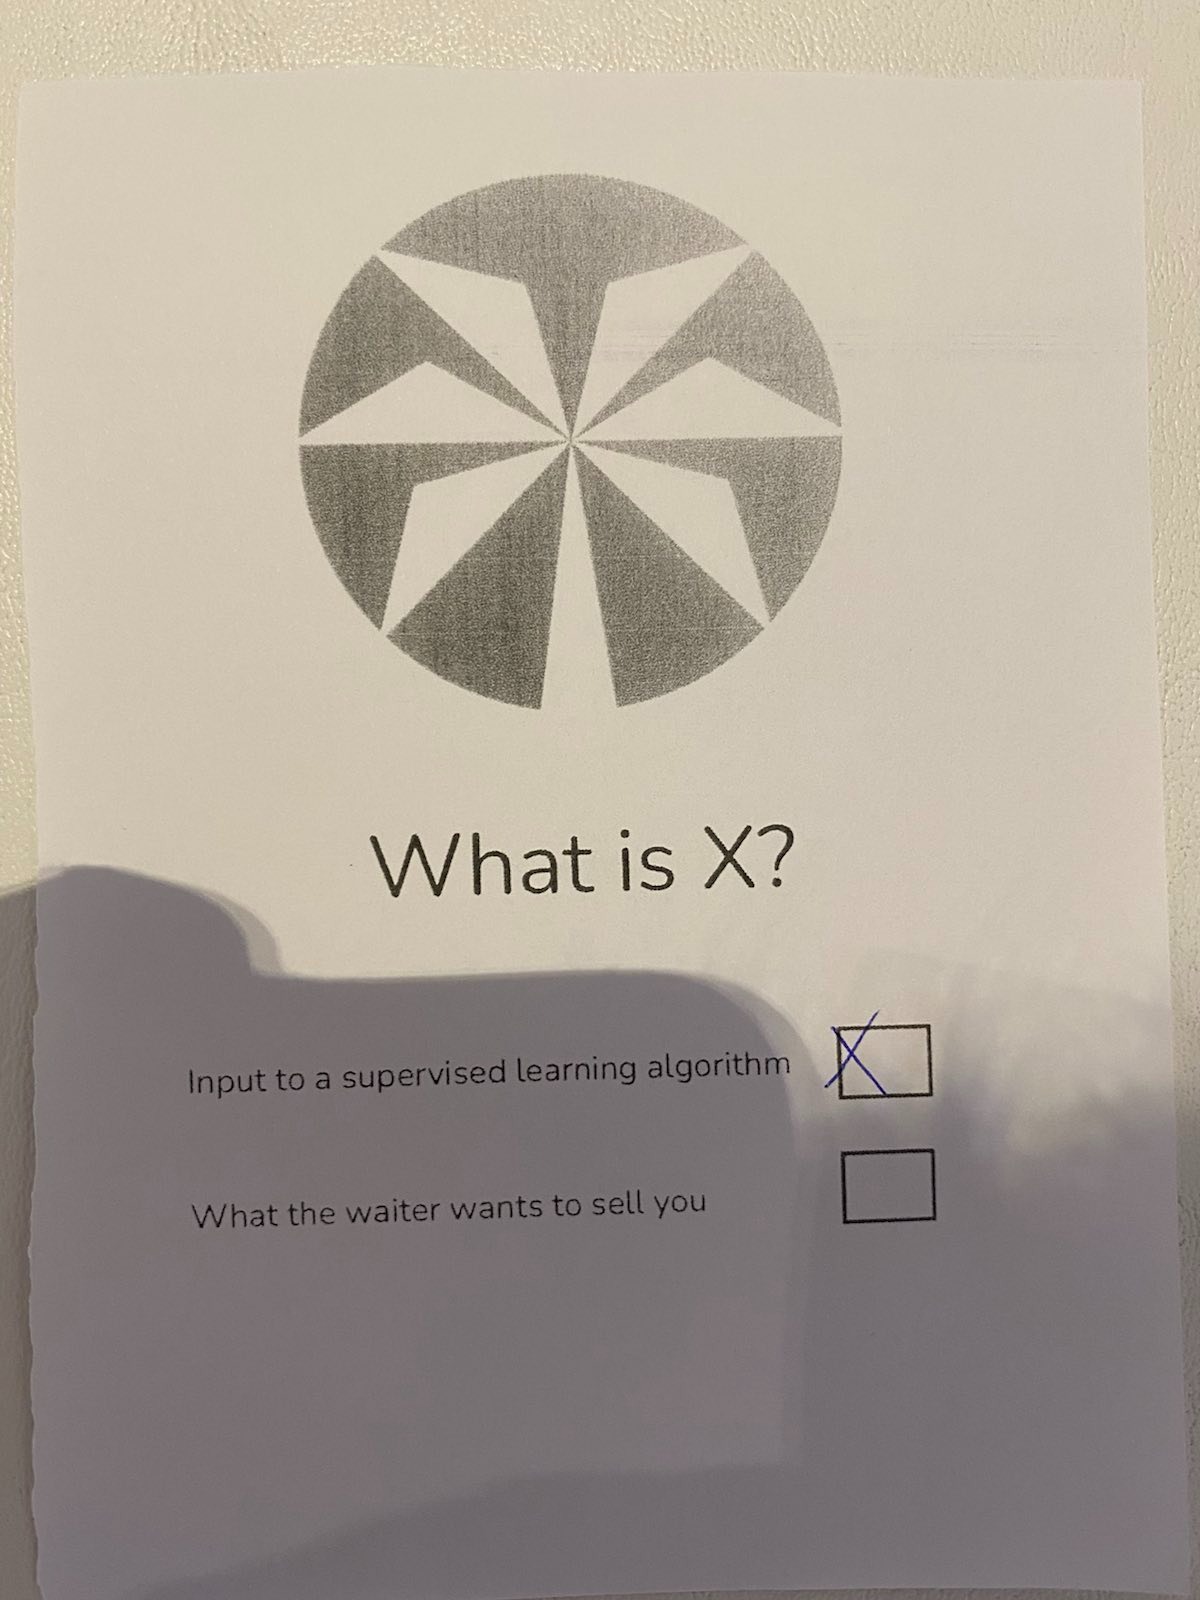 What is X?
Input to a supervised learning algorithm
What the waiter wants to sell you